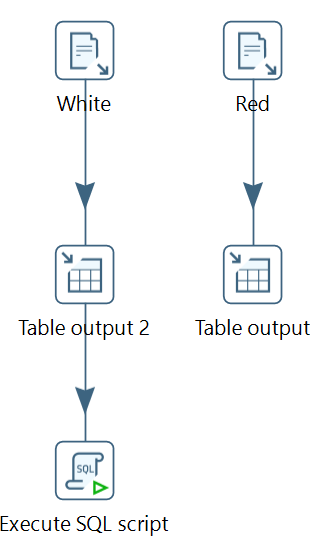 White
Red
Table output 2
Table output
SQL
Execute SQL script